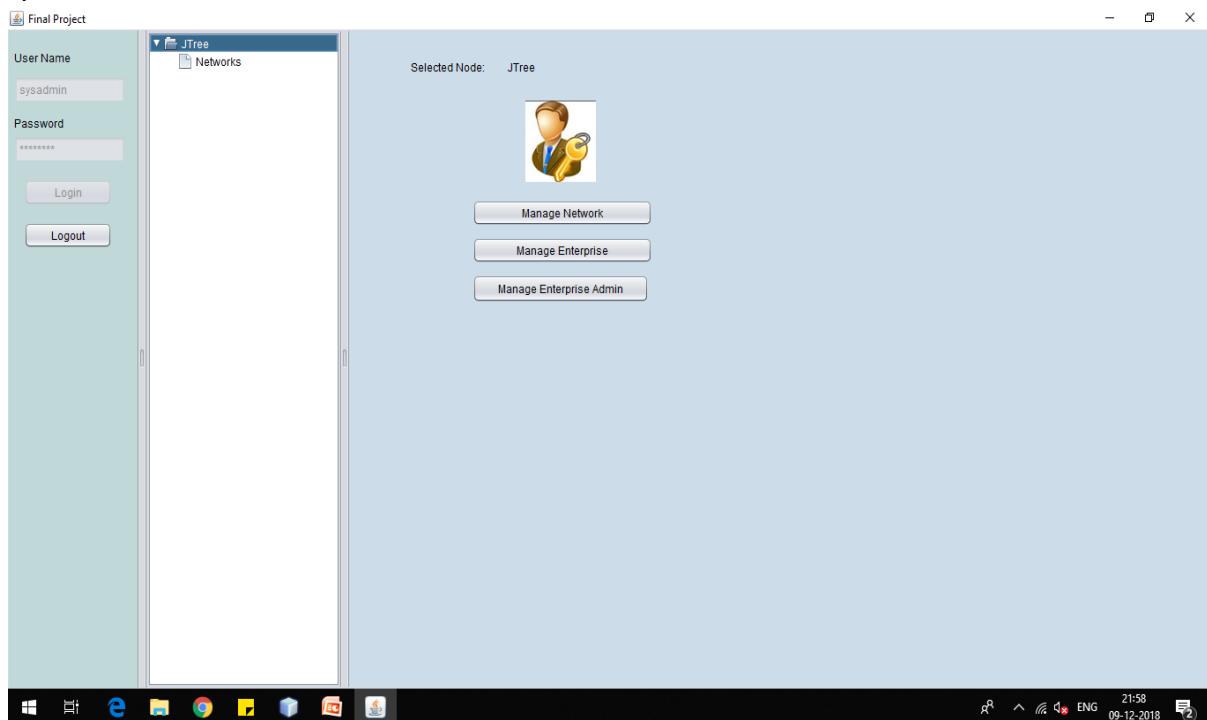 Final Project
User Name
sysadmin
Password
********
Login
Logout
JTree
Networks
Selected Node: JTree
Manage Network
Manage Enterprise
Manage Enterprise Admin
ENG
21:58
09-12-2018
2